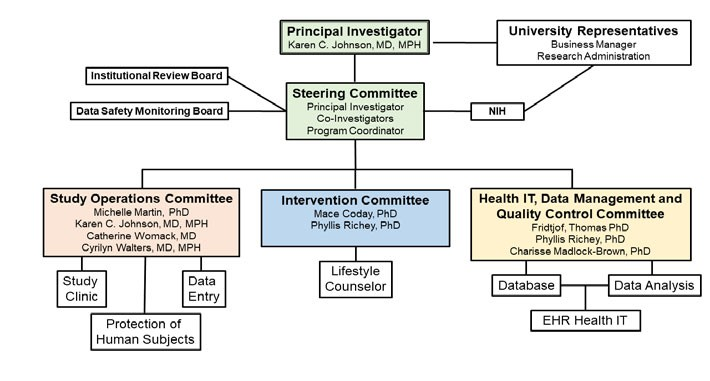 Principal Investigator
Karen C. Johnson, MD, MPH
University Representatives
Business Manager
Research Administration
Institutional Review Board
Data Safety Monitoring Board
Steering Committee
Principal Investigator
Co-Investigators
Program Coordinator
NIH
Study Operations Committee
Michelle Martin, PhD
Karen C. Johnson, MD, MPH
Catherine Womack, MD
Cyrilyn Walters, MD, MPH
Intervention Committee
Mace Coday, PhD
Phyllis Richey, PhD
Health IT, Data Management and
Quality Control Committee
Fridtjof, Thomas PhD
Phyllis Richey, PhD
Charisse Madlock-Brown, PhD
Study
Clinic
Data
Entry
Protection of
Human Subjects
Lifestyle
Counselor
Database
Data Analysis
EHR Health IT